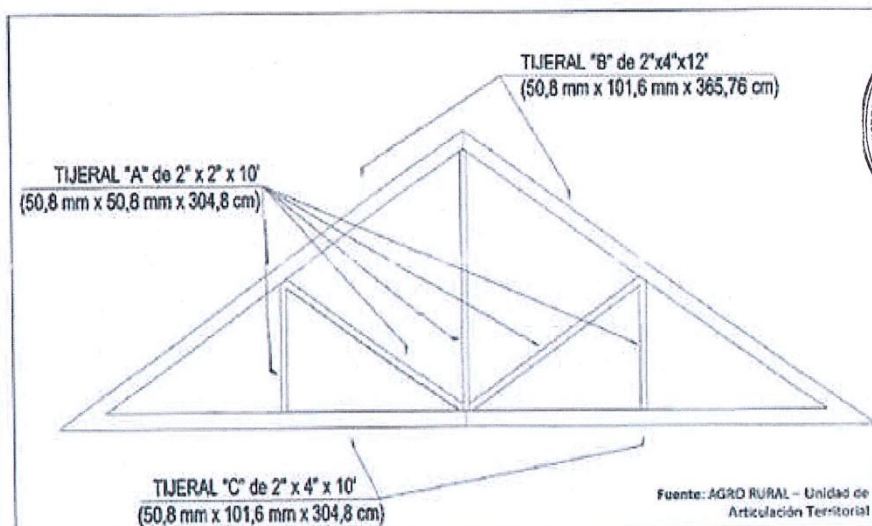 TIJERAL "B" de 2"x4"x12'
(50,8 mm x 101,6 mm x 365,76 cm)
TIJERAL "A" de 2" x 2" x 10'
(50,8 mm x 50,8 mm x 304,8 cm)
TIJERAL "C" de 2" x 4" x 10'
(50,8 mm x 101,6 mm x 304,8 cm)
Fuente: AGRO RURAL – Unidad de
Articulación Territorial